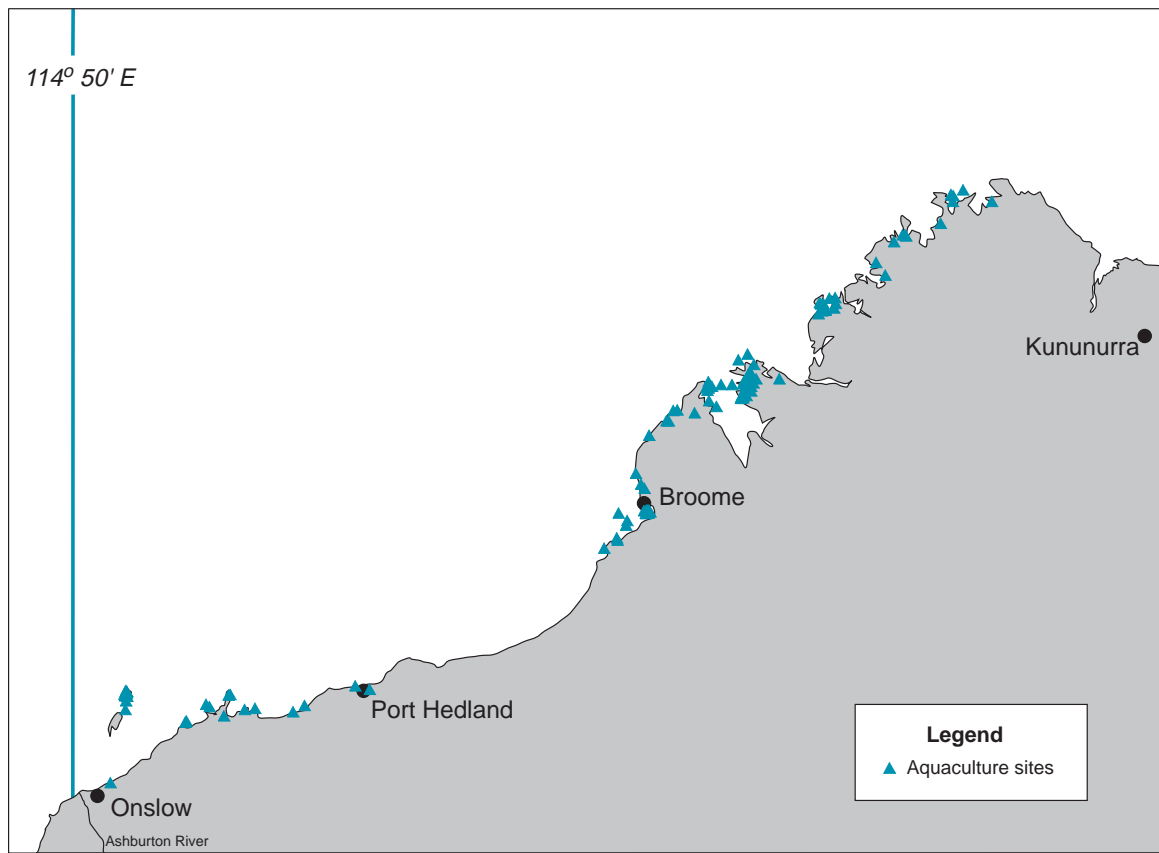 114° 50' E
Kununurra
Broome
Port Hedland
Legend
Aquaculture sites
Onslow
Ashburton River